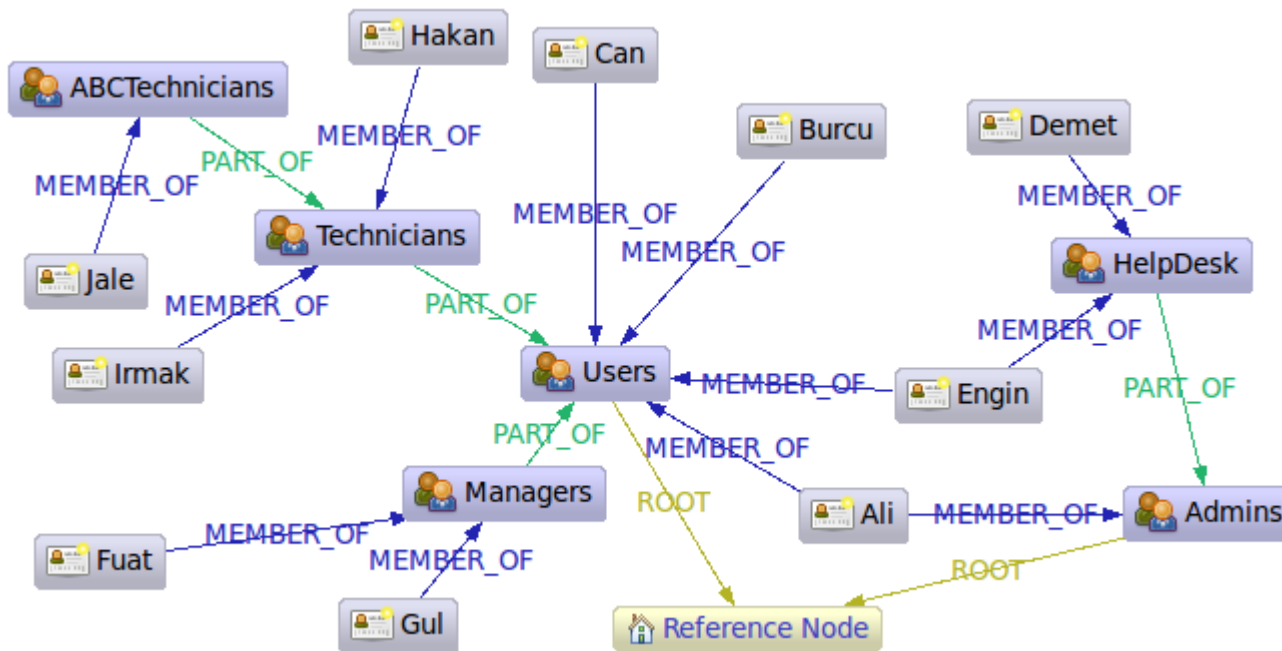 Hakan
Can
ABCTechnicians
Burcu
Demet
MEMBER_OF
PART_OF
MEMBER_OF
MEMBER_OF
MEMBER_OF
Technicians
MEMBER_OF
MEMBER_OF
HelpDesk
Jale
MEMBER_OF
PART_OF
MEMBER_OF
Irmak
Users
MEMBER_OF
Engin
PART_OF
PART_OF
MEMBER_OF
Managers
ROOT
Ali
MEMBER_OF
Admins
MEMBER_OF
Fuat
MEMBER_OF
ROOT
Gul
Reference Node